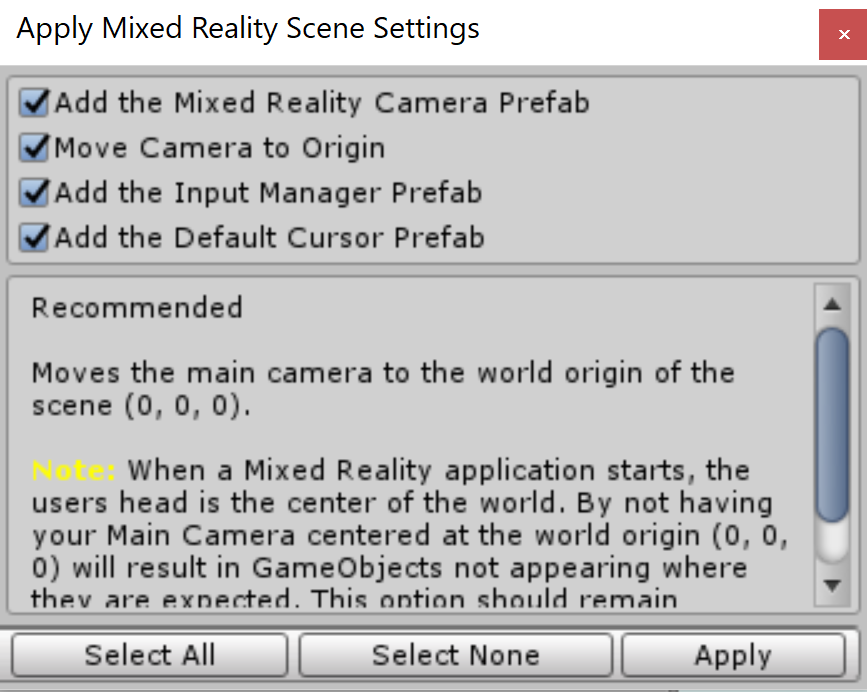 Apply Mixed Reality Scene Settings
Add the Mixed Reality Camera Prefab
Move Camera to Origin
Add the Input Manager Prefab
Add the Default Cursor Prefab
Recommended
Moves the main camera to the world origin of the
scene (0, 0, 0).
Note: When a Mixed Reality application starts, the
users head is the center of the world. By not having
your Main Camera centered at the world origin (0, 0,
0) will result in GameObjects not appearing where
they are expected. This option should remain
Select All
Select None
Apply